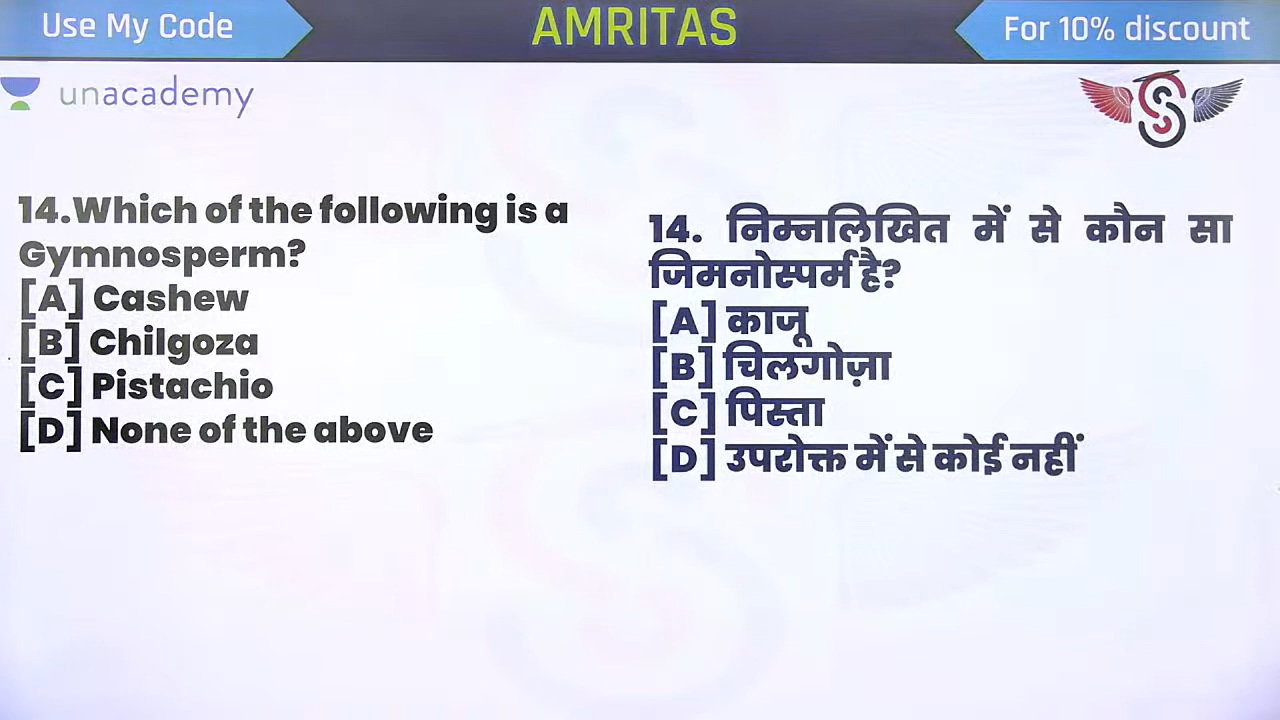 Use My Code
AMRITAS
For 10% discount
unacademy
14.Which of the following is a
Gymnosperm?
[A] Cashew
[B] Chilgoza
[C] Pistachio
[D] None of the above
14. निम्नलिखित में से कौन सा
जिमनोस्पर्म है?
[A] काजू
[B] चिलगोज़ा
[C] पिस्ता
[D] उपरोक्त में से कोई नहीं